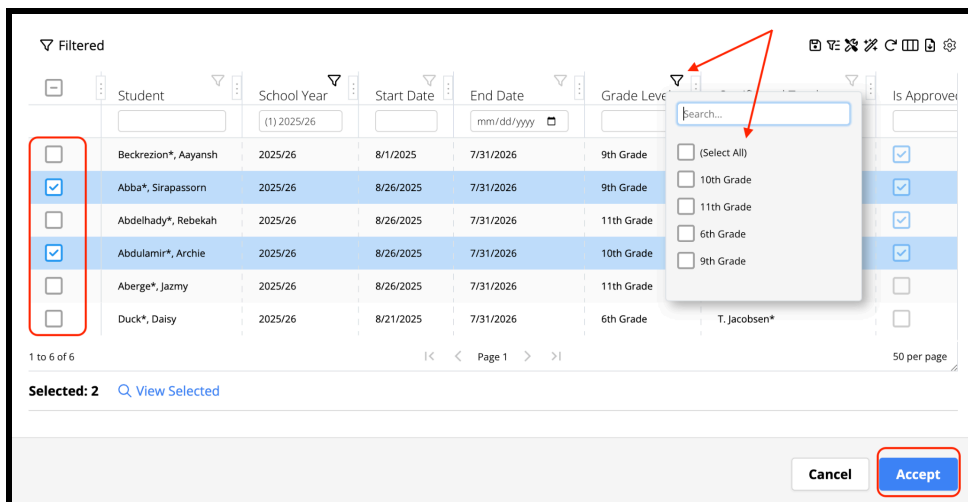 Filtered
Student School Year Start Date End Date Grade Leve Is Approved
(1) 2025/26 mm/dd/yyyy
Search...
(Select All)
10th Grade
11th Grade
6th Grade
9th Grade
Beckrezion*, Aayansh 2025/26 8/1/2025 7/31/2026 9th Grade
Abba*, Sirapassorn 2025/26 8/26/2025 7/31/2026 9th Grade
Abdelhady*, Rebekah 2025/26 8/26/2025 7/31/2026 11th Grade
Abdulamir*, Archie 2025/26 8/26/2025 7/31/2026 10th Grade
Aberge*, Jazmy 2025/26 8/26/2025 7/31/2026 11th Grade
Duck*, Daisy 2025/26 8/21/2025 7/31/2026 6th Grade T. Jacobsen*
1 to 6 of 6 Page 1 50 per page
Selected: 2 View Selected
Cancel Accept